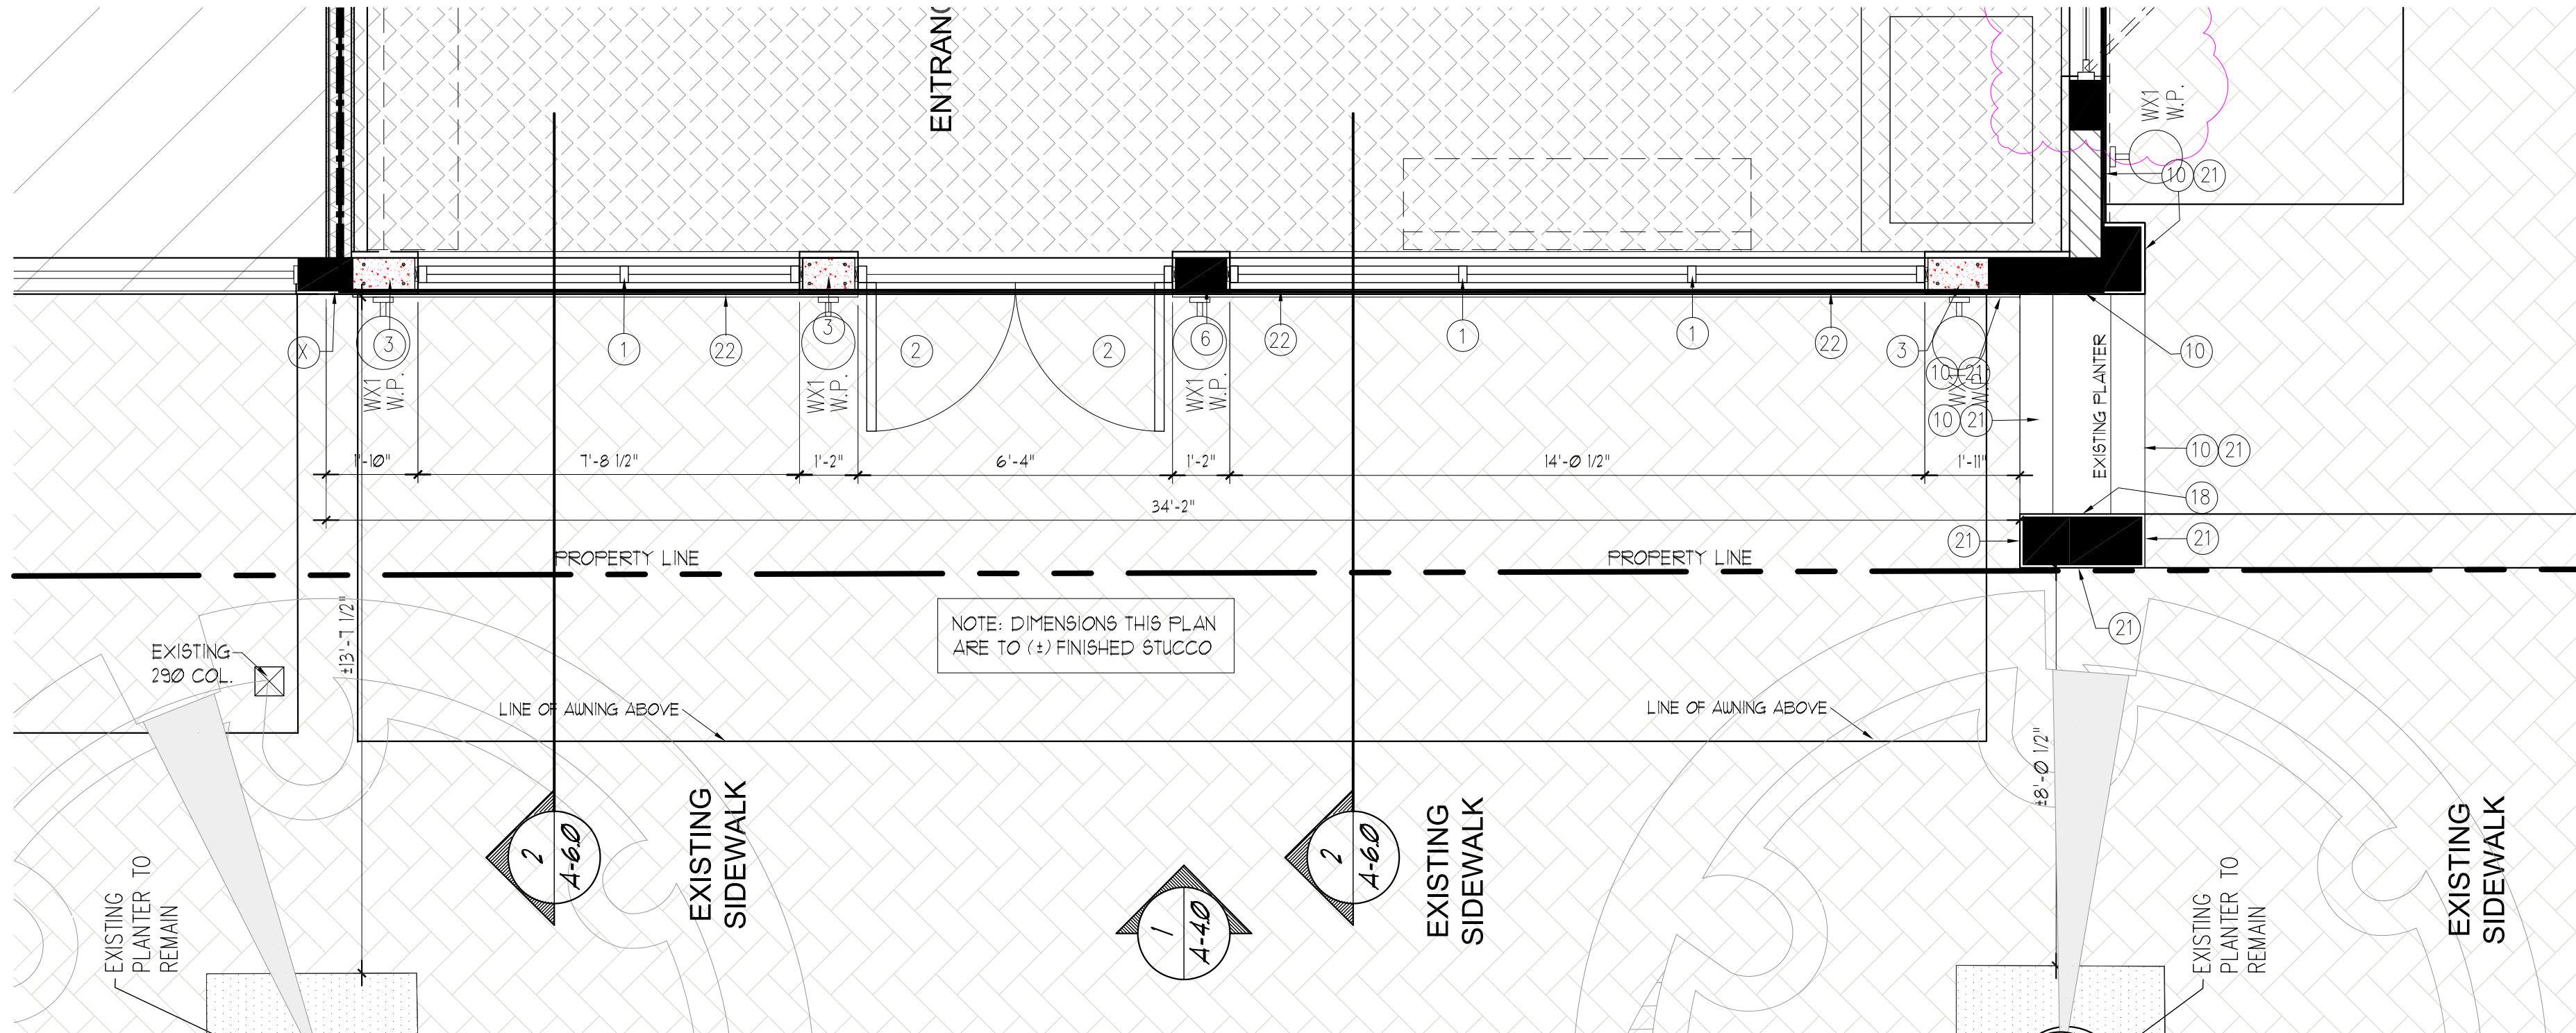 ENTRANC
WX1
W.P.
10 21
X
3
1
22
3
2
2
6
22
1
1
22
3
10
WX1
W.P.
WX1
W.P.
WX1
W.P.
10 21
10 21
EXISTING PLANTER
10 21
18
21
21
21
1'-10"
7'-8 1/2"
1'-2"
6'-4"
1'-2"
14'-0 1/2"
1'-11"
34'-2"
PROPERTY LINE
PROPERTY LINE
NOTE: DIMENSIONS THIS PLAN
ARE TO (±) FINISHED STUCCO
±13'-7 1/2"
EXISTING
290 COL.
LINE OF AWNING ABOVE
LINE OF AWNING ABOVE
±8'-0 1/2"
2
A-6.0
EXISTING
SIDEWALK
1
A-4.0
2
A-6.0
EXISTING
SIDEWALK
EXISTING
SIDEWALK
EXISTING
PLANTER TO
REMAIN
EXISTING
PLANTER TO
REMAIN